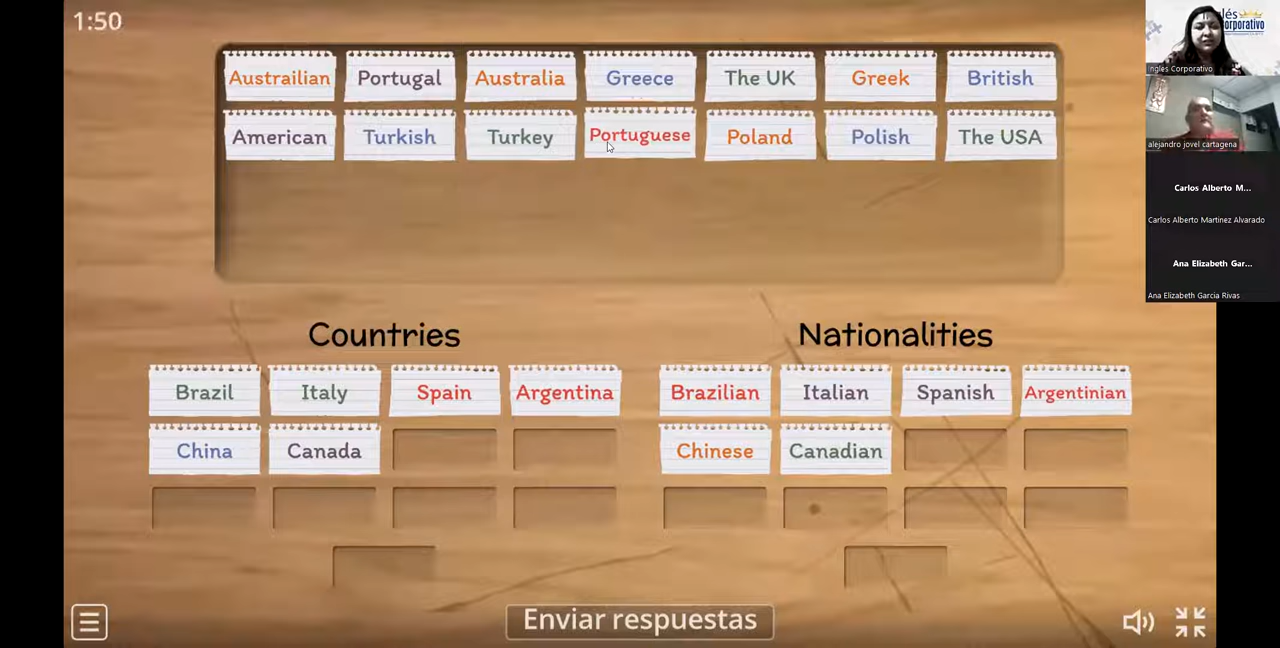 1:50
Austrailian Portugal Australia Greece The UK Greek British
American Turkish Turkey Portuguese Poland Polish The USA
Countries
Nationalities
Brazil Italy Spain Argentina
China Canada
Brazilian Italian Spanish Argentinian
Chinese Canadian
Enviar respuestas
Inglés Corporativo
alejandro jovel cartagena
Carlos Alberto M...
Carlos Alberto Martinez Alvarado
Ana Elizabeth Gar...
Ana Elizabeth Garcia Rivas